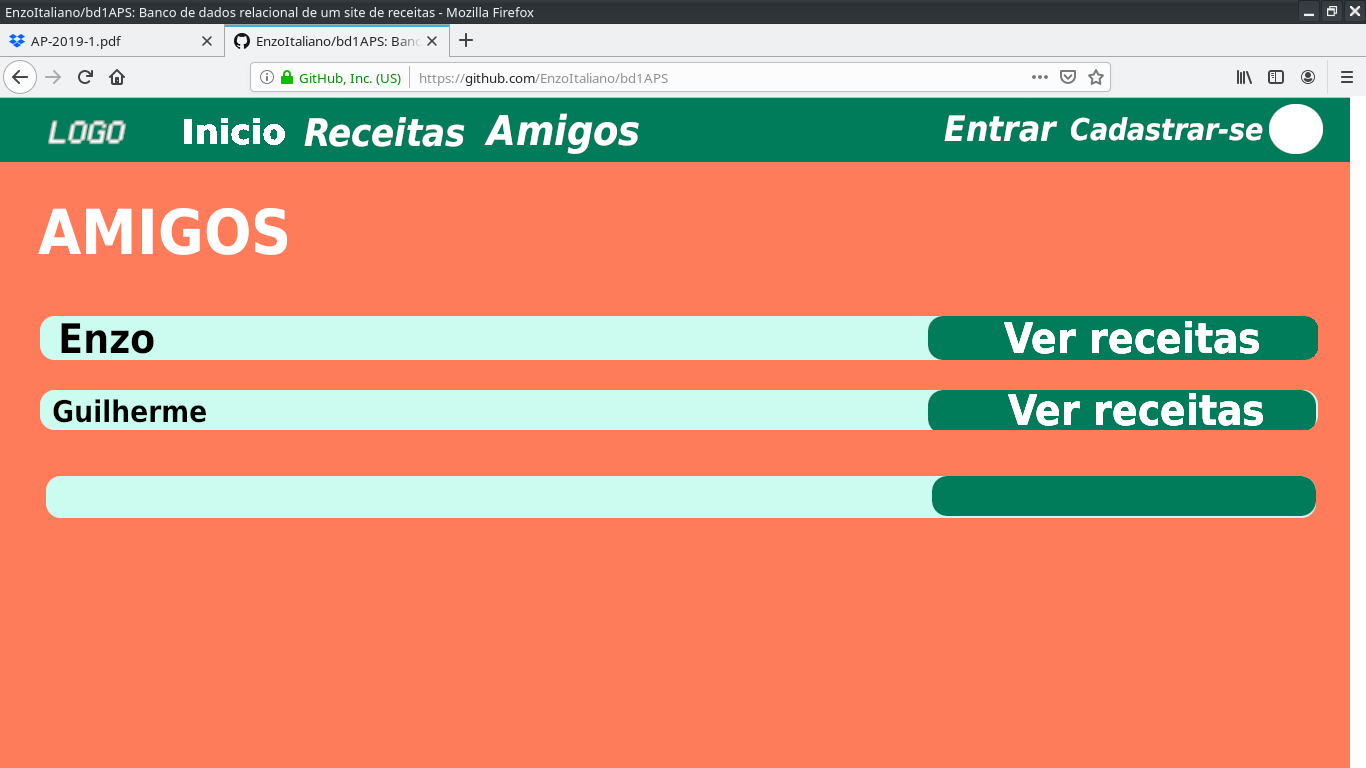 EnzoItaliano/bd1APS: Banco de dados relacional de um site de receitas - Mozilla Firefox
AP-2019-1.pdf
EnzoItaliano/bd1APS: Banc
GitHub, Inc. (US)
https://github.com/EnzoItaliano/bd1APS
LOGO
Inicio
Receitas
Amigos
Entrar
Cadastrar-se
AMIGOS
Enzo
Ver receitas
Guilherme
Ver receitas